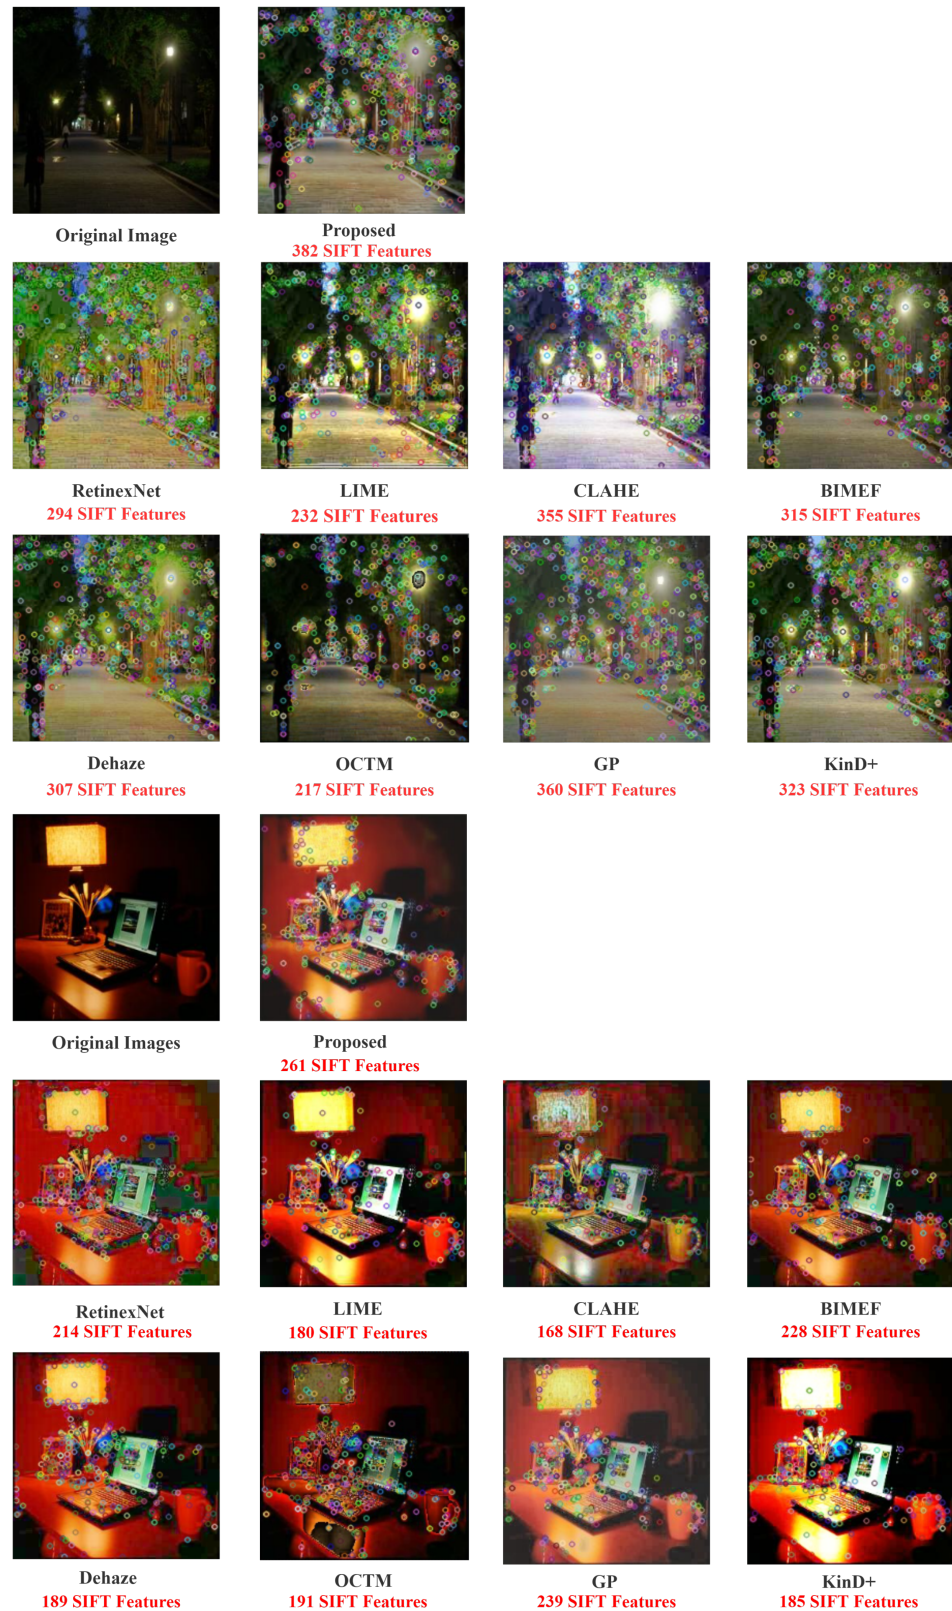 Original Image
Proposed
382 SIFT Features
RetinexNet
LIME
CLAHE
BIMEF
294 SIFT Features
232 SIFT Features
355 SIFT Features
315 SIFT Features
Dehaze
OCTM
GP
KinD+
307 SIFT Features
217 SIFT Features
360 SIFT Features
323 SIFT Features
Original Images
Proposed
261 SIFT Features
RetinexNet
LIME
CLAHE
BIMEF
214 SIFT Features
180 SIFT Features
168 SIFT Features
228 SIFT Features
Dehaze
OCTM
GP
KinD+
189 SIFT Features
191 SIFT Features
239 SIFT Features
185 SIFT Features